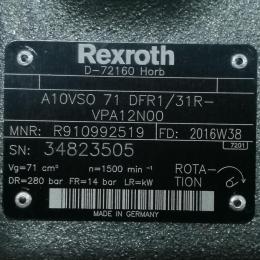 Rexroth
D-72160 Horb
A10VSO 71 DFR1/31R-
VPA12N00
MNR: R910992519 FD: 2016W38
SN: 34823505 7201
Vg=71 cm³ n=1500 min⁻¹ ROTA-
DR=280 bar FR=14 bar LR=kW TION
MADE IN GERMANY